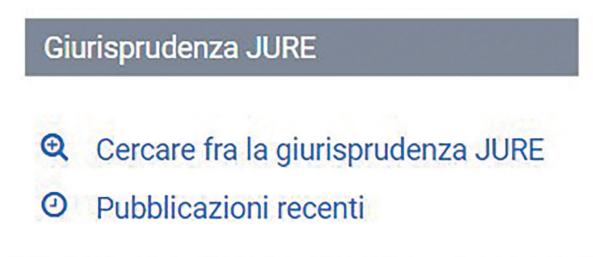 Giurisprudenza JURE
Cercare fra la giurisprudenza JURE
Pubblicazioni recenti